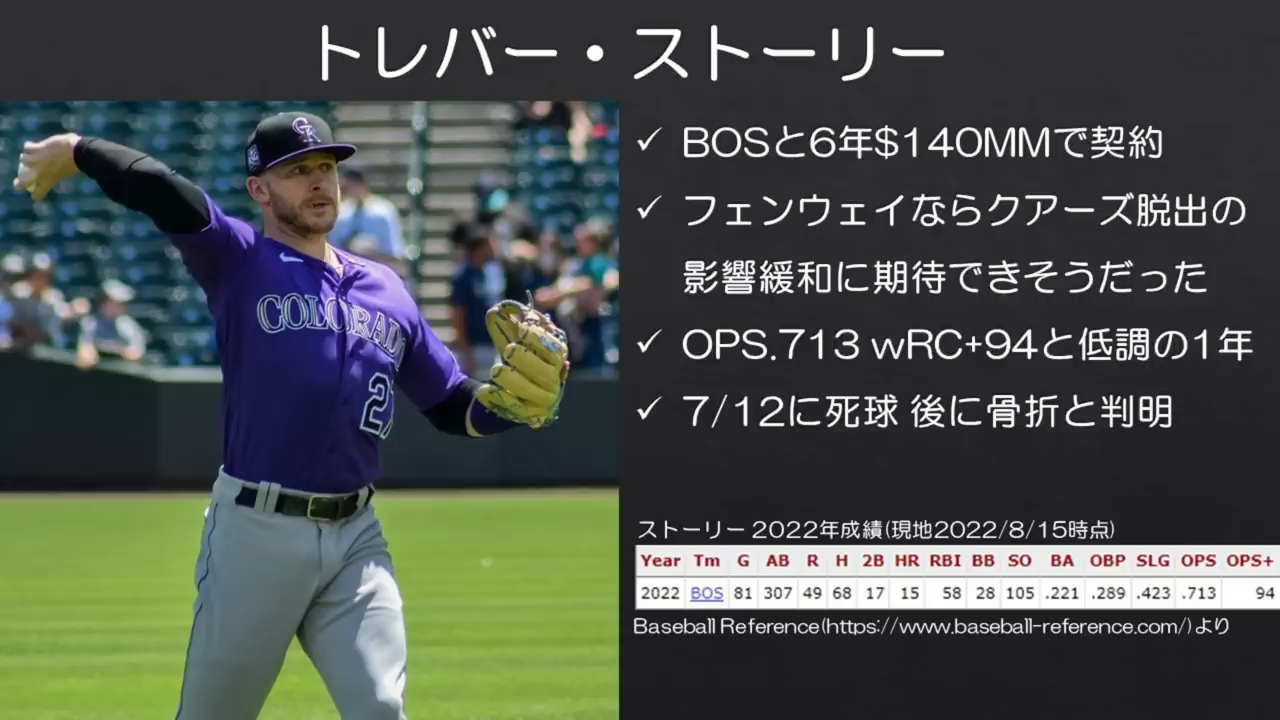 トレバー・ストーリー
✓ BOSと6年$140MMで契約
✓ フェンウェイならクアーズ脱出の
影響緩和に期待できそうだった
✓ OPS.713 wRC+94と低調の1年
✓ 7/12に死球 後に骨折と判明
COLORADO
27
ストーリー 2022年成績(現地2022/8/15時点)
Year Tm G AB R H 2B HR RBI BB SO BA OBP SLG OPS OPS+
2022 BOS 81 307 49 68 17 15 58 28 105 .221 .289 .423 .713 94
Baseball Reference(https://www.baseball-reference.com/)より